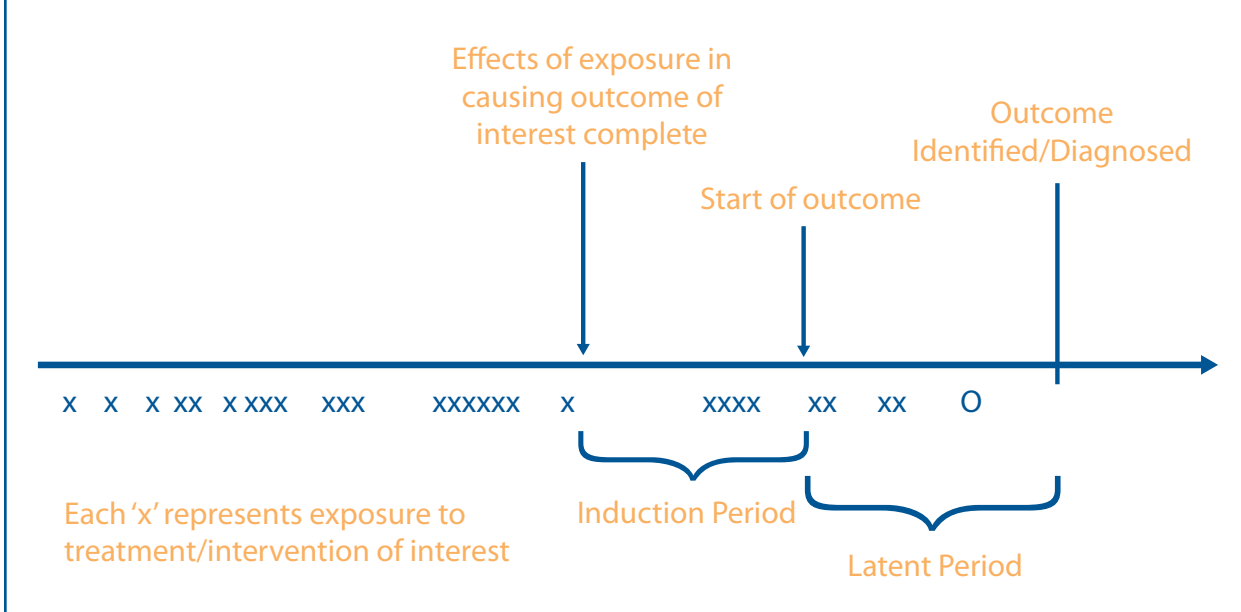 Effects of exposure in
causing outcome of
interest complete
Outcome
Identified/Diagnosed
Start of outcome
x x x xx x xxx xxx xxxxxx x xxxx xx xx O
Each ‘x’ represents exposure to
treatment/intervention of interest
Induction Period
Latent Period